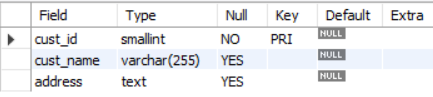 Field Type Null Key Default Extra
cust_id smallint NO PRI NULL
cust_name varchar(255) YES NULL
address text YES NULL